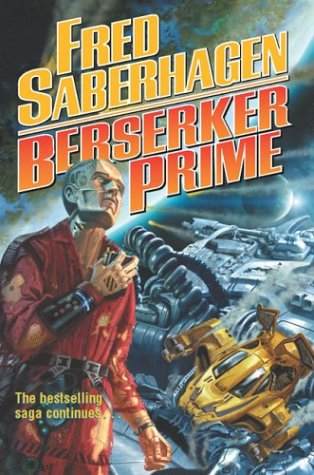 FRED
SABERHAGEN
BERSERKER
PRIME
The bestselling
saga continues...